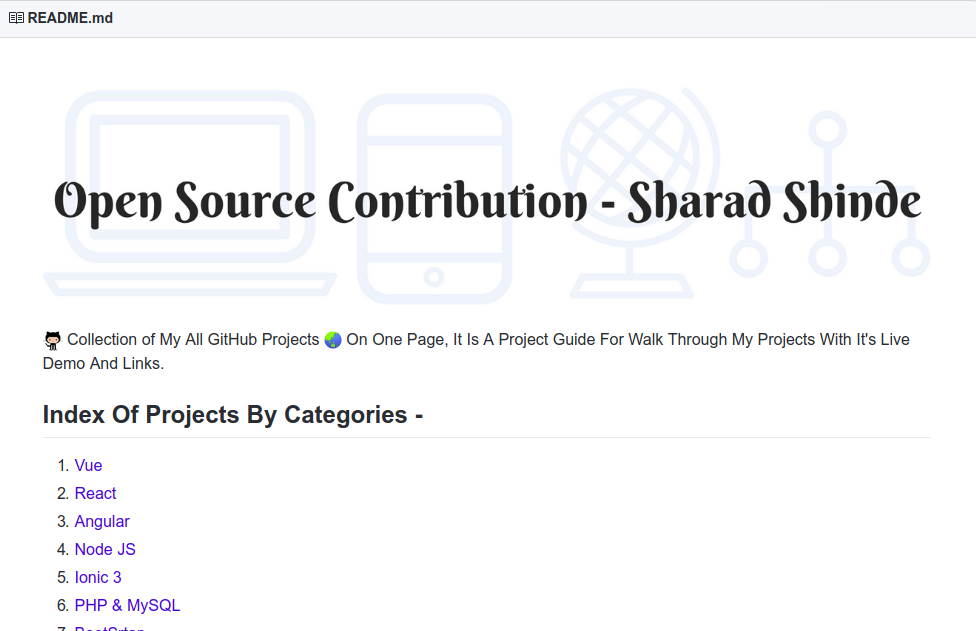 README.md
Open Source Contribution - Sharad Shinde
Collection of My All GitHub Projects On One Page, It Is A Project Guide For Walk Through My Projects With It's Live
Demo And Links.
Index Of Projects By Categories -
1. Vue
2. React
3. Angular
4. Node JS
5. Ionic 3
6. PHP & MySQL